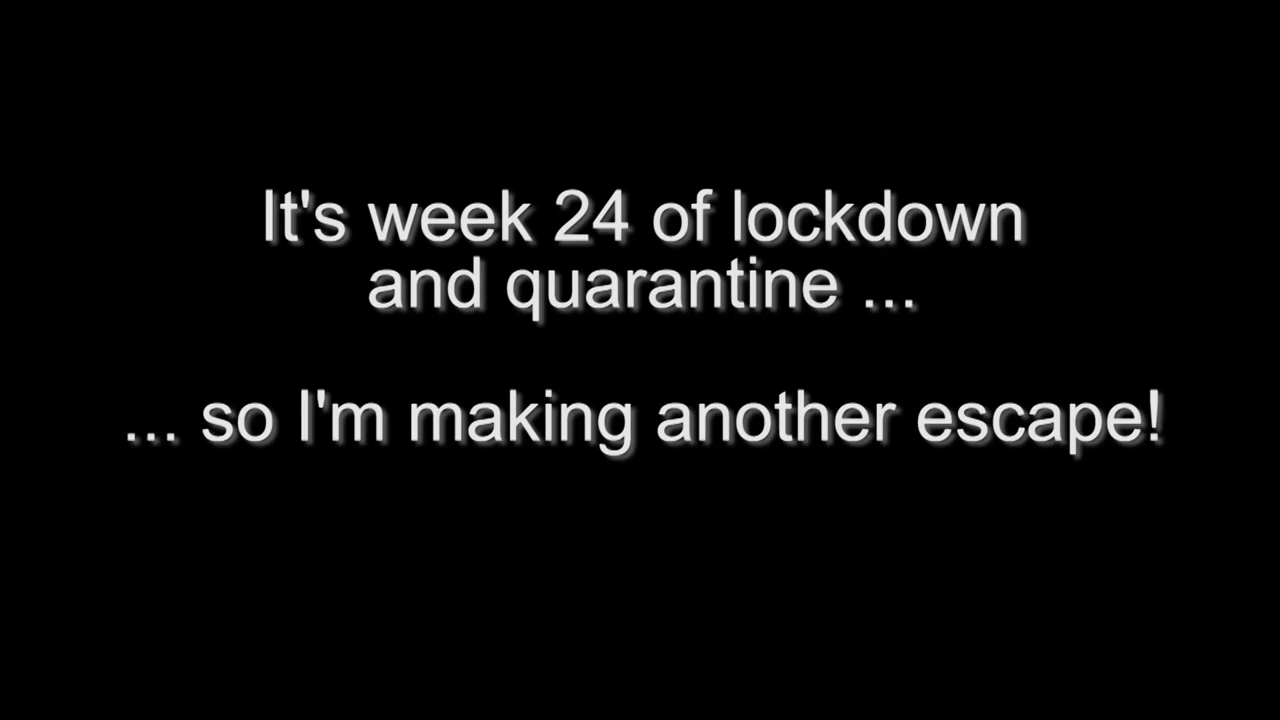 It's week 24 of lockdown
and quarantine ...
... so I'm making another escape!